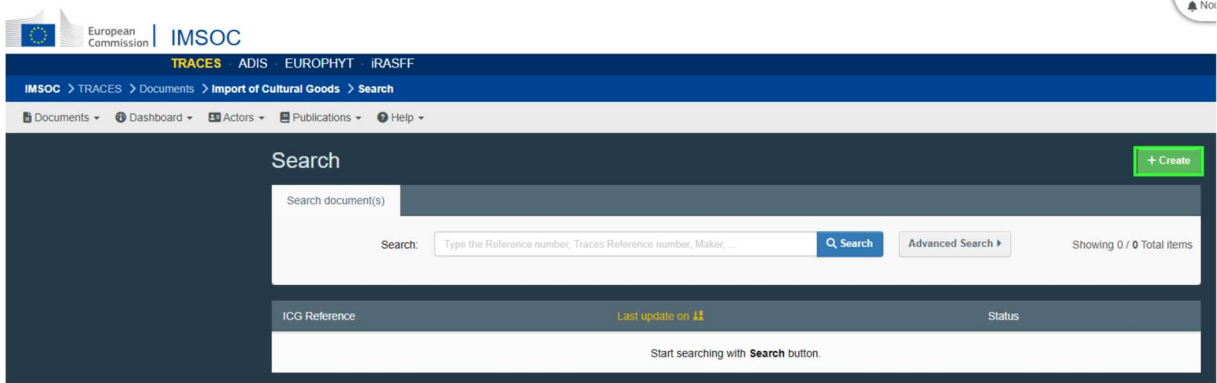 European
Commission
IMSOC
TRACES · ADIS · EUROPHYT · iRASFF
IMSOC > TRACES > Documents > Import of Cultural Goods > Search
Documents Dashboard Actors Publications Help
Search
+ Create
Search document(s)
Search: Type the Reference number, Traces Reference number, Maker, ... Search Advanced Search Showing 0 / 0 Total items
ICG Reference Last update on Status
Start searching with Search button.